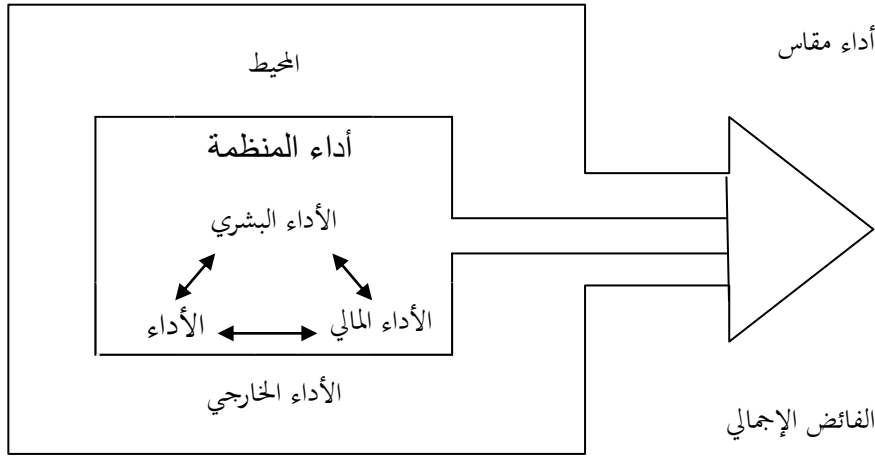 أداء مقاس
المحيط
أداء المنظمة
الأداء البشري
الأداء المالي
الأداء
الأداء الخارجي
الفائض الإجمالي